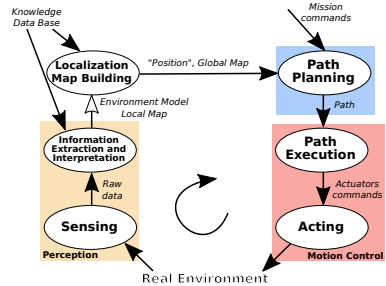 Knowledge
Data Base
Mission
commands
Localization
Map Building
"Position", Global Map
Path
Planning
Environment Model
Local Map
Path
Information
Extraction and
Interpretation
Path
Execution
Raw
data
Actuators
commands
Sensing
Acting
Perception
Motion Control
Real Environment